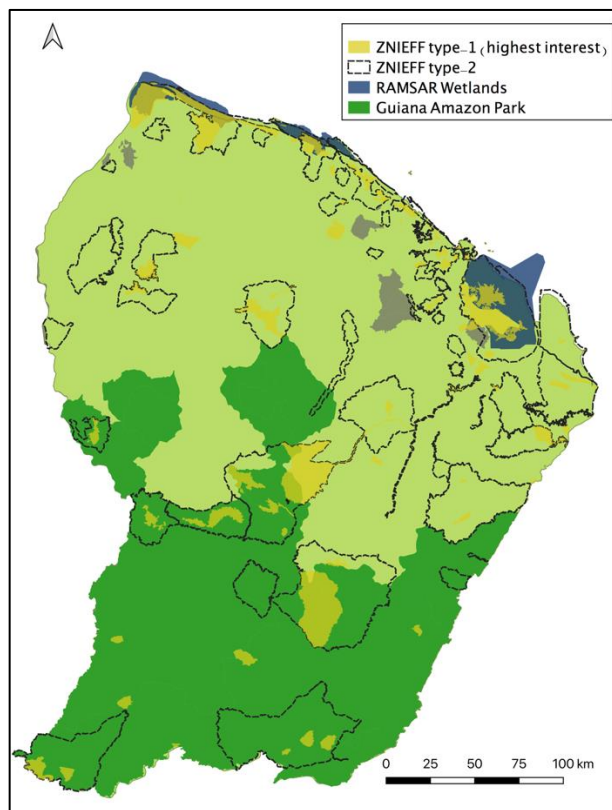 ZNIEFF type-1 (highest interest)
ZNIEFF type-2
RAMSAR Wetlands
Guiana Amazon Park
0 25 50 75 100 km